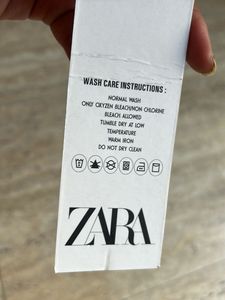 WASH CARE INSTRUCTIONS :
NORMAL WASH
ONLY OXYZEN BLEACH/NON CHLORINE
BLEACH ALLOWED
TUMBLE DRY AT LOW
TEMPERATURE
WARM IRON
DO NOT DRY CLEAN
ZARA